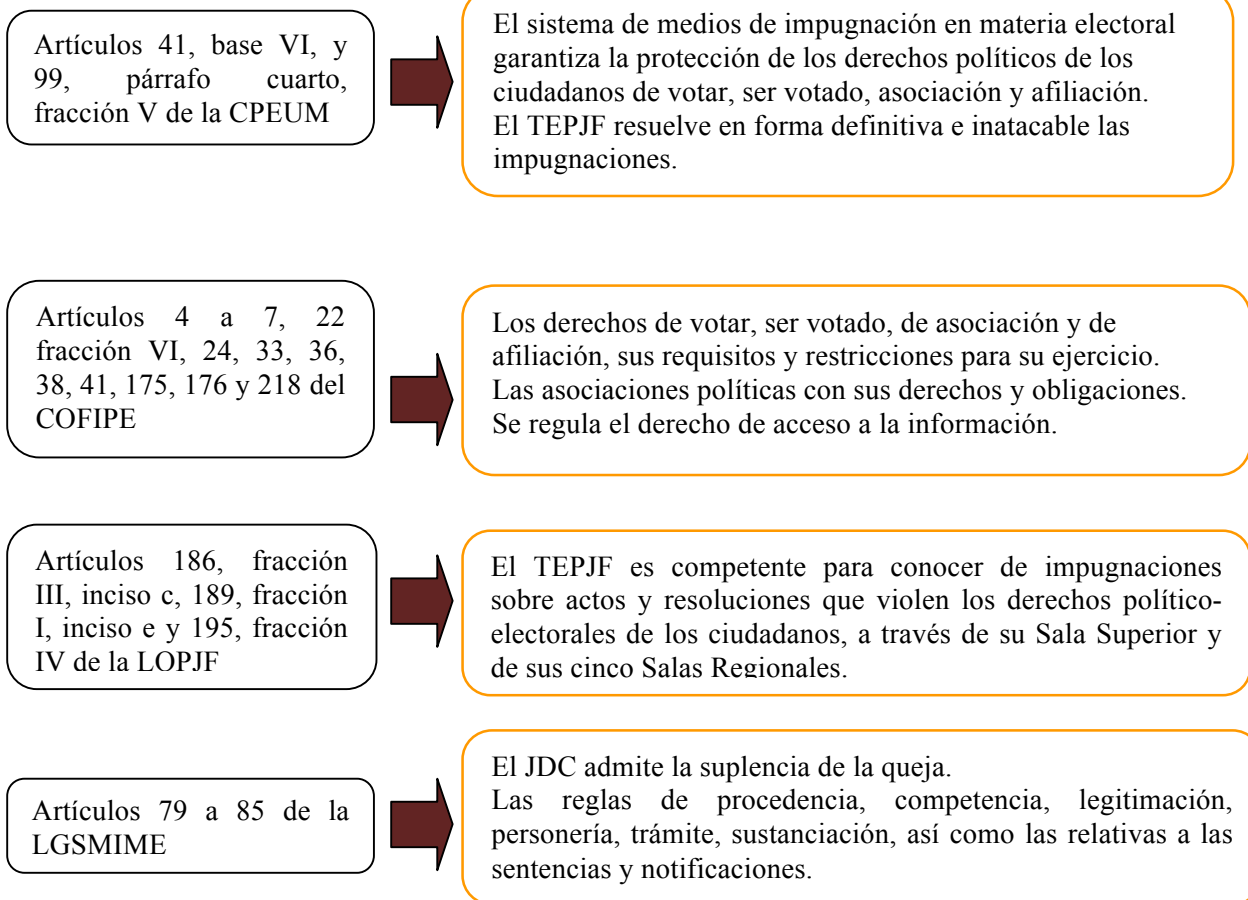 Artículos 41, base VI, y
99, párrafo cuarto,
fracción V de la CPEUM
El sistema de medios de impugnación en materia electoral
garantiza la protección de los derechos políticos de los
ciudadanos de votar, ser votado, asociación y afiliación.
El TEPJF resuelve en forma definitiva e inatacable las
impugnaciones.
Artículos 4 a 7, 22
fracción VI, 24, 33, 36,
38, 41, 175, 176 y 218 del
COFIPE
Los derechos de votar, ser votado, de asociación y de
afiliación, sus requisitos y restricciones para su ejercicio.
Las asociaciones políticas con sus derechos y obligaciones.
Se regula el derecho de acceso a la información.
Artículos 186, fracción
III, inciso c, 189, fracción
I, inciso e y 195, fracción
IV de la LOPJF
El TEPJF es competente para conocer de impugnaciones
sobre actos y resoluciones que violen los derechos político-
electorales de los ciudadanos, a través de su Sala Superior y
de sus cinco Salas Regionales.
Artículos 79 a 85 de la
LGSMIME
El JDC admite la suplencia de la queja.
Las reglas de procedencia, competencia, legitimación,
personería, trámite, sustanciación, así como las relativas a las
sentencias y notificaciones.